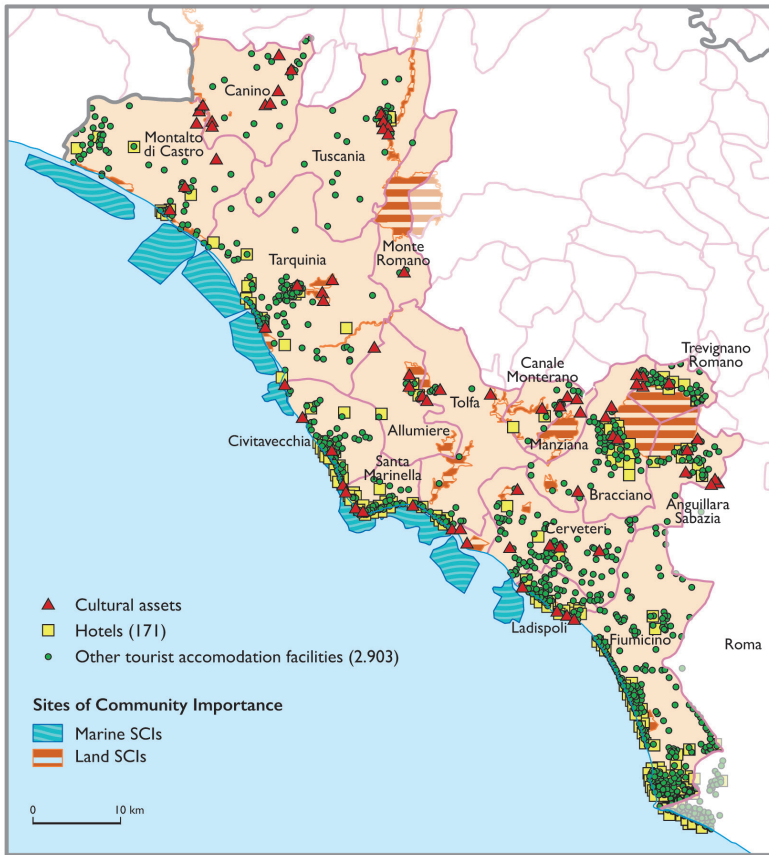 Canino
Montalto
di Castro
Tuscania
Monte
Romano
Tarquinia
Trevignano
Romano
Canale
Monterano
Tolfa
Allumiere
Civitavecchia
Manziana
Santa
Marinella
Bracciano
Anguillara
Sabazia
Cerveteri
Ladispoli
Fiumicino
Roma
Cultural assets
Hotels (171)
Other tourist accomodation facilities (2.903)
Sites of Community Importance
Marine SCIs
Land SCIs
0 10 km